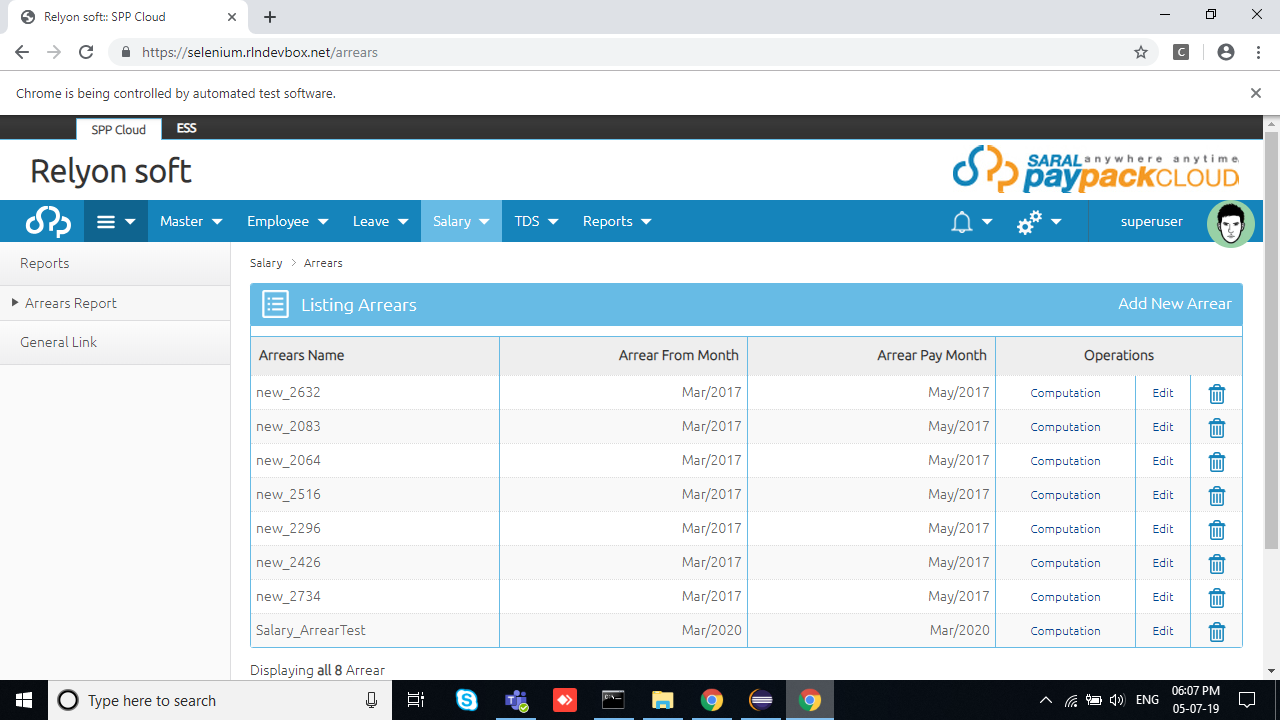 Relyon soft:: SPP Cloud
https://selenium.rlndevbox.net/arrears
C
Chrome is being controlled by automated test software.
SPP Cloud ESS
Relyon soft
SARAL anywhere anytime
paypackCLOUD
Master Employee Leave Salary TDS Reports superuser
Reports
Arrears Report
General Link
Salary > Arrears
Listing Arrears Add New Arrear
Arrears Name Arrear From Month Arrear Pay Month Operations
new_2632 Mar/2017 May/2017 Computation Edit
new_2083 Mar/2017 May/2017 Computation Edit
new_2064 Mar/2017 May/2017 Computation Edit
new_2516 Mar/2017 May/2017 Computation Edit
new_2296 Mar/2017 May/2017 Computation Edit
new_2426 Mar/2017 May/2017 Computation Edit
new_2734 Mar/2017 May/2017 Computation Edit
Salary_ArrearTest Mar/2020 Mar/2020 Computation Edit
Displaying all 8 Arrear
Type here to search
ENG
06:07 PM
05-07-19